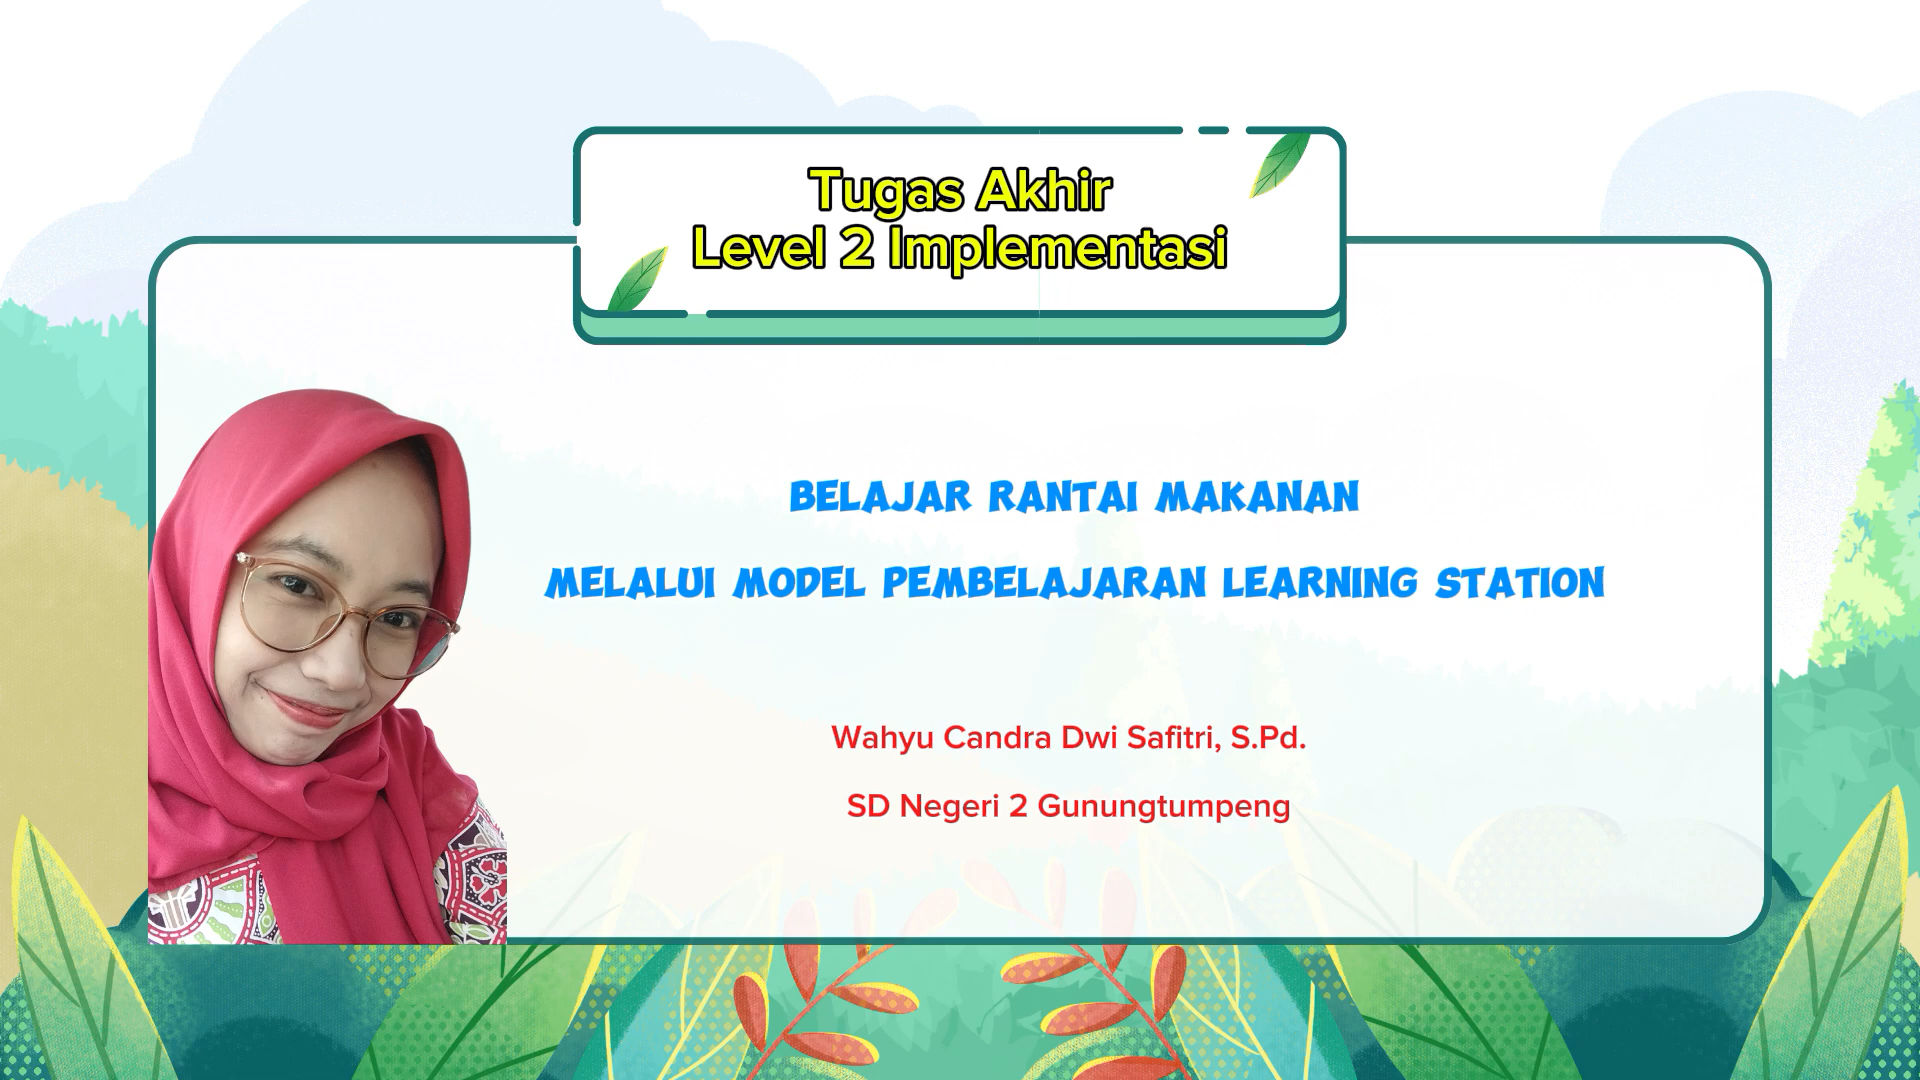 Tugas Akhir
Level 2 Implementasi
BELAJAR RANTAI MAKANAN
MELALUI MODEL PEMBELAJARAN LEARNING STATION
Wahyu Candra Dwi Safitri, S.Pd.
SD Negeri 2 Gunungtumpeng